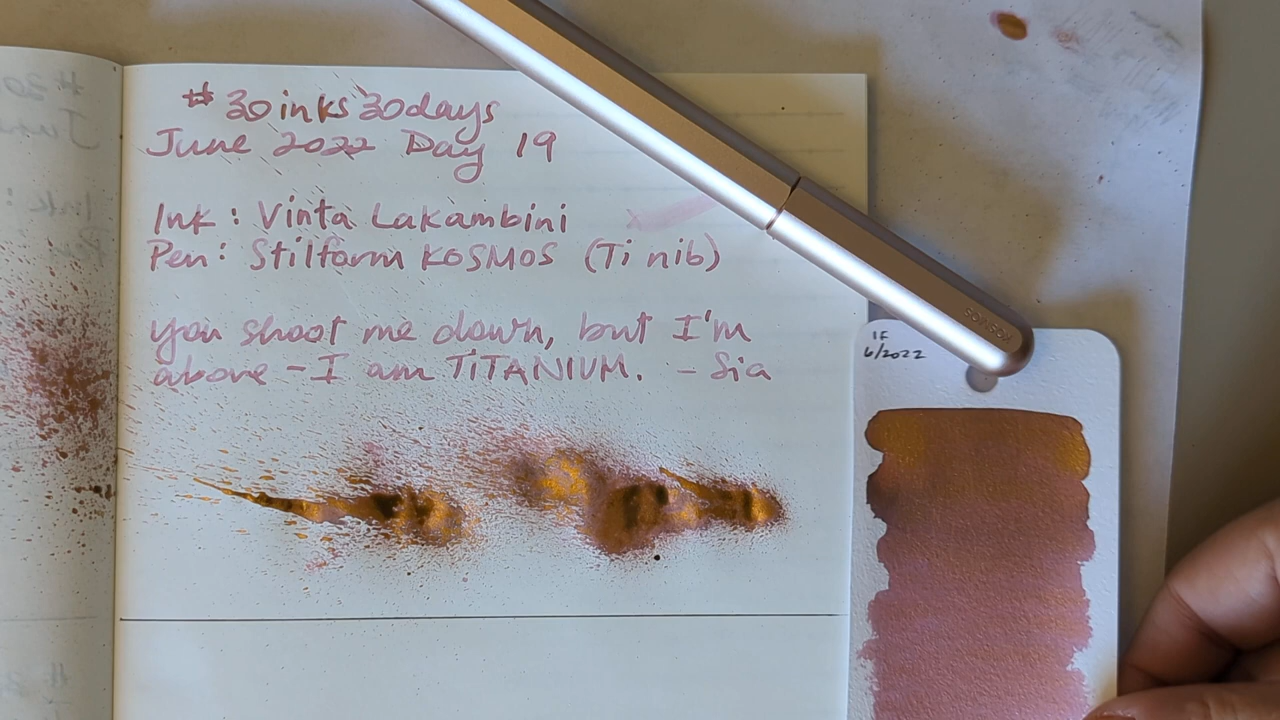 #30inks30days
June 2022 Day 19
Ink: Vinta Lakambini
Pen: Stilform KOSMOS (Ti nib)
You shoot me down, but I'm
above - I am TiTANIUM. - Sia
KOSMOS
IF
6/2022